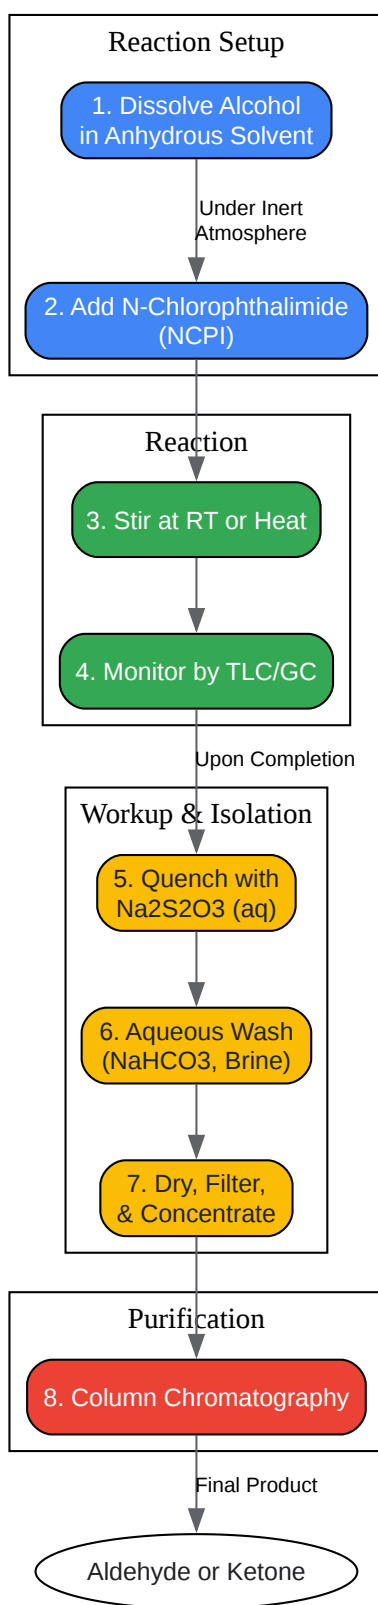 Reaction Setup
1. Dissolve Alcohol
in Anhydrous Solvent
Under Inert
Atmosphere
2. Add N-Chlorophthalimide
(NCPI)
Reaction
3. Stir at RT or Heat
4. Monitor by TLC/GC
Upon Completion
Workup & Isolation
5. Quench with
Na2S2O3 (aq)
6. Aqueous Wash
(NaHCO3, Brine)
7. Dry, Filter,
& Concentrate
Purification
8. Column Chromatography
Final Product
Aldehyde or Ketone